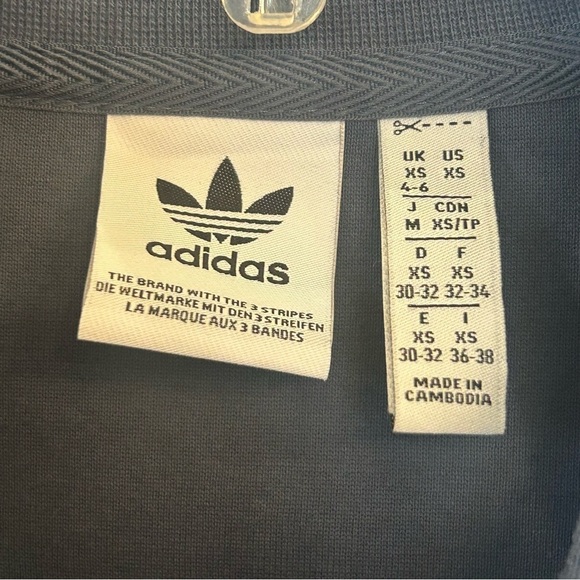 adidas
THE BRAND WITH THE 3 STRIPES
DIE WELTMARKE MIT DEN 3 STREIFEN
LA MARQUE AUX 3 BANDES
UK US
XS XS
4-6
J CDN
M XS/TP
D F
XS XS
30-32 32-34
E I
XS XS
30-32 36-38
MADE IN
CAMBODIA